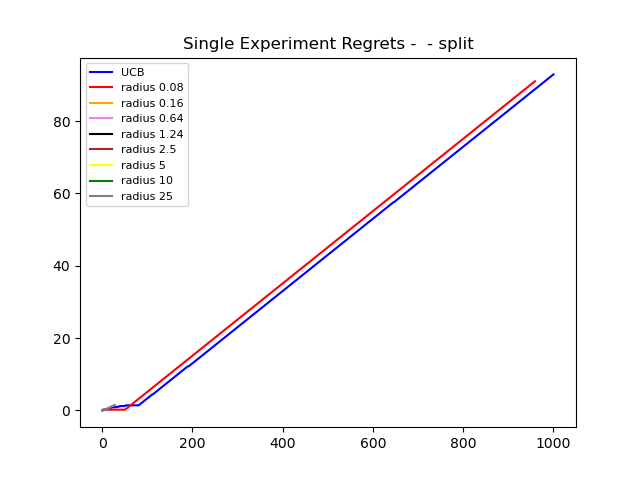 Single Experiment Regrets -  - split
UCB
radius 0.08
radius 0.16
radius 0.64
radius 1.24
radius 2.5
radius 5
radius 10
radius 25
80
60
40
20
0
0 200 400 600 800 1000